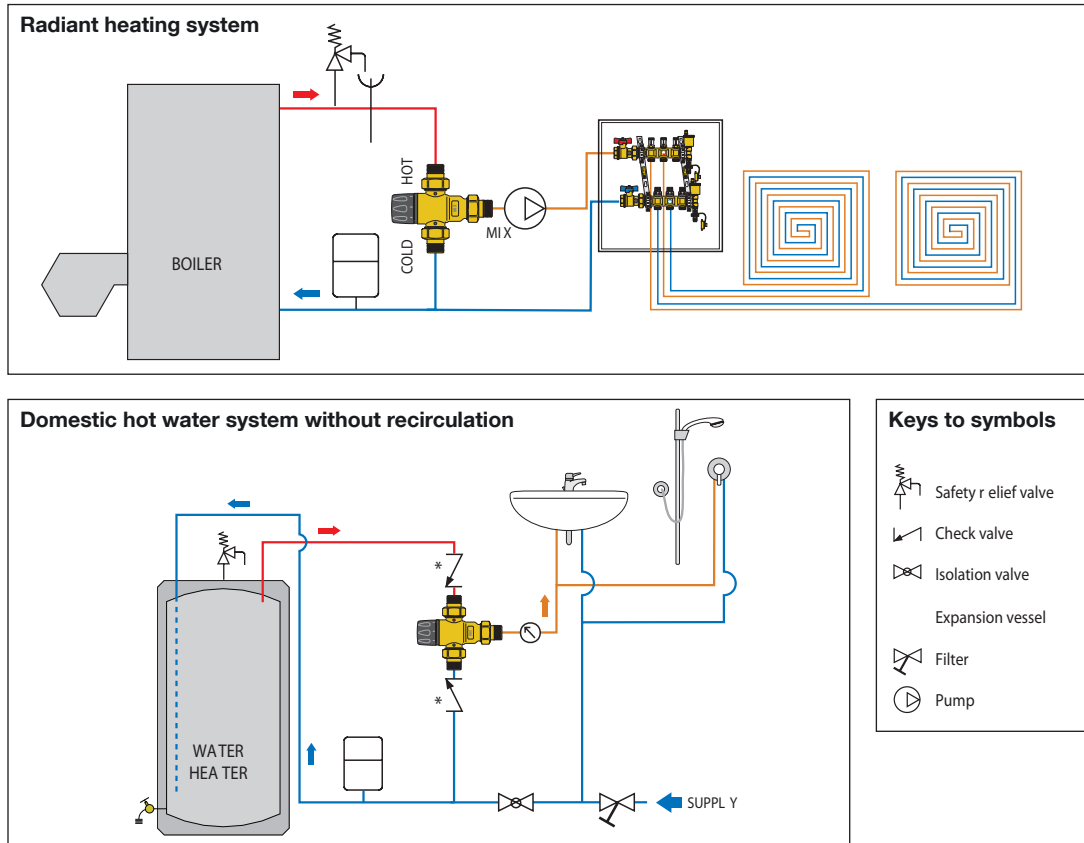 Radiant heating system
HOT
MIX
COLD
BOILER
Domestic hot water system without recirculation
*
*
WATER
HEA TER
SUPPL Y
Keys to symbols
Safety r elief valve
Check valve
Isolation valve
Expansion vessel
Filter
Pump